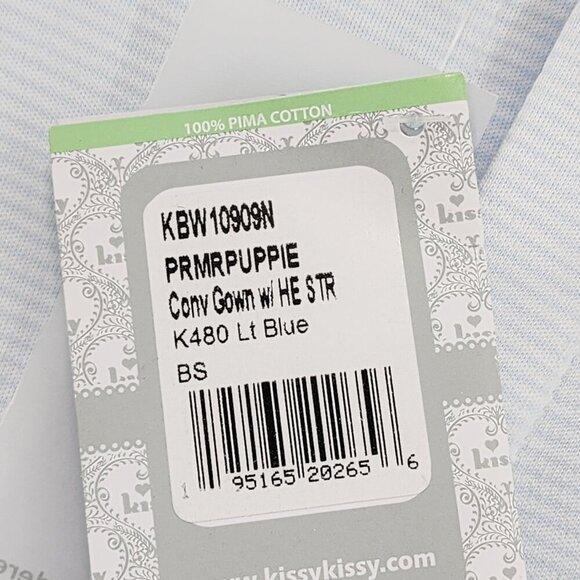 100% PIMA COTTON
KBW10909N
PRMRPUPPIE
Conv Gown w/ HE STR
K480 Lt Blue
BS
1 95165 20265 6
www.kissykissy.com
kissy